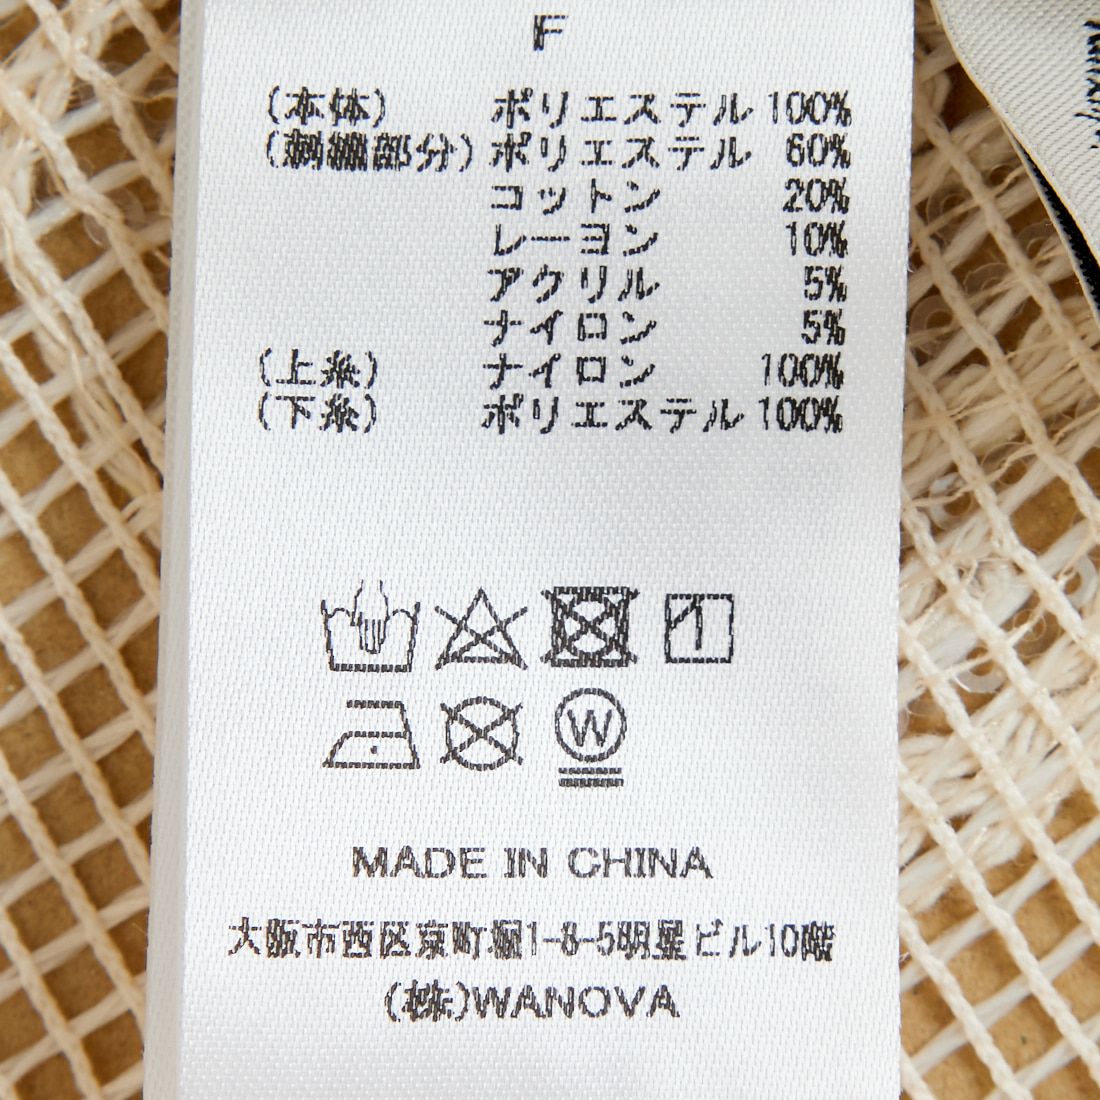 F
(本体) ポリエステル 100%
(刺繍部分) ポリエステル 60%
コットン 20%
レーヨン 10%
アクリル 5%
ナイロン 5%
(上糸) ナイロン 100%
(下糸) ポリエステル 100%
W
MADE IN CHINA
大阪市西区京町堀1-8-5明星ビル10階
(株)WANOVA